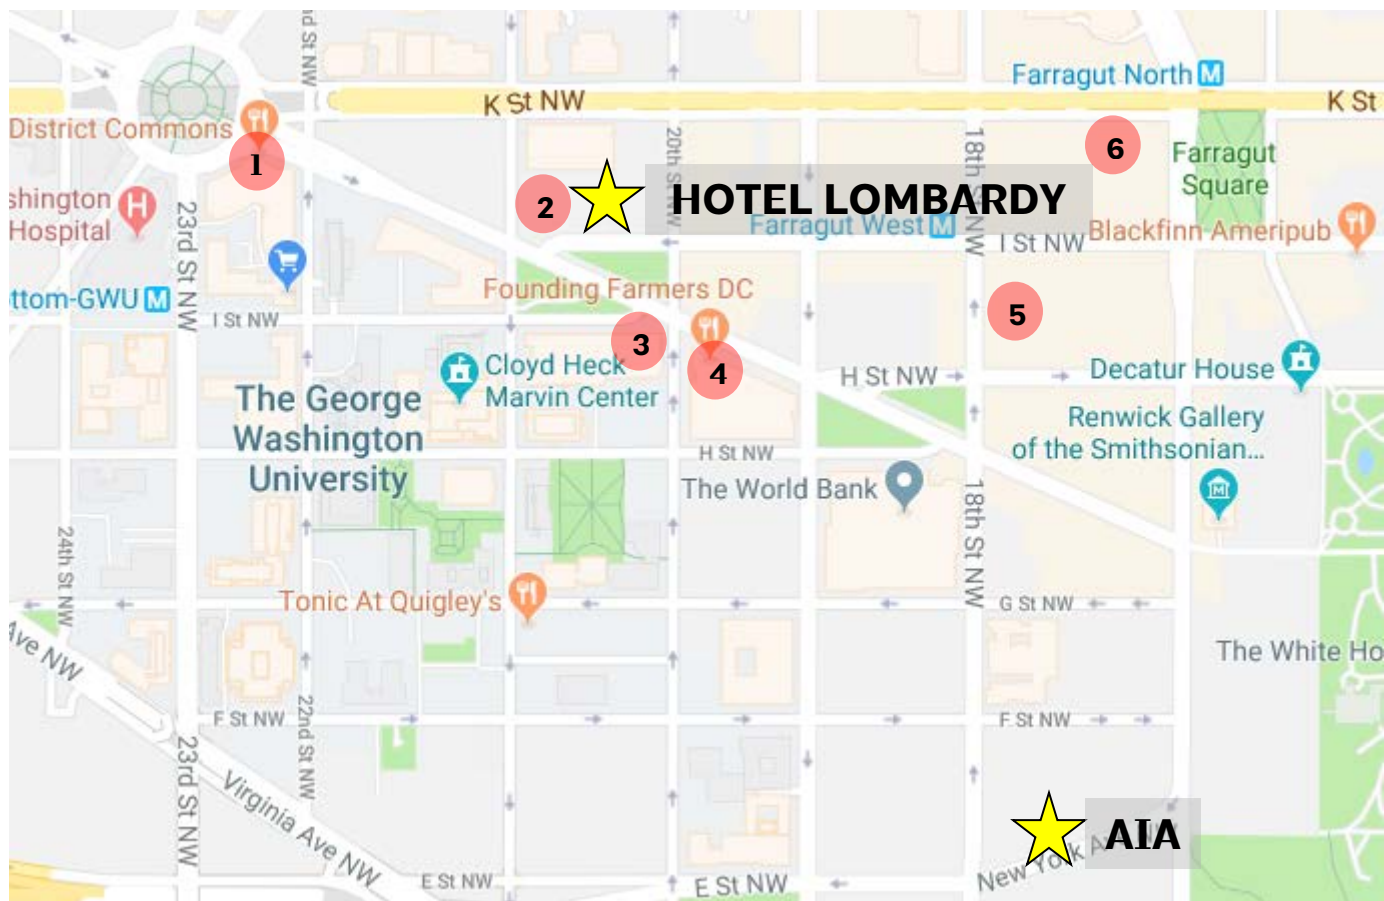 nd St NW
K St NW
Farragut North M
K St
District Commons
1
20th St NW
18th St NW
6
Farragut
Square
shington
Hospital
H
23rd St NW
2
HOTEL LOMBARDY
Farragut West M
I St NW
Blackfinn Ameripub
ttom-GWU M
I St NW
Founding Farmers DC
3
4
5
Cloyd Heck
Marvin Center
H St NW
Decatur House
The George
Washington
University
Renwick Gallery
of the Smithsonian...
H St NW
The World Bank
24th St NW
18th St NW
Tonic At Quigley's
G St NW
Ave NW
The White Ho
F St NW
22nd St NW
F St NW
23rd St NW
Virginia Ave NW
AIA
New York A
E St NW
E St NW